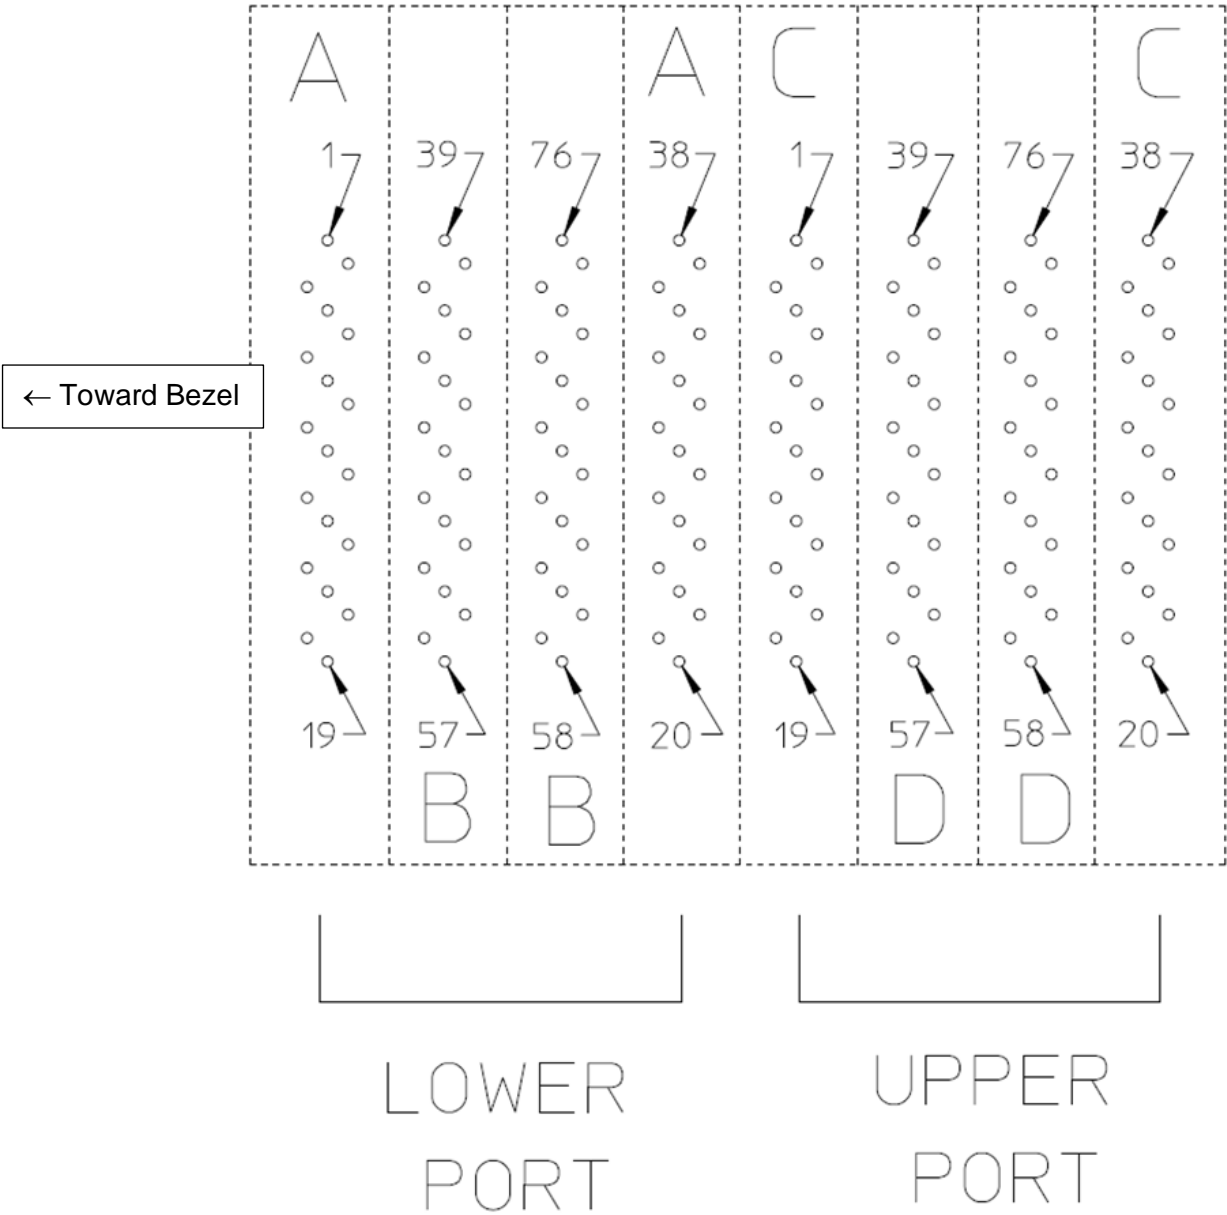 A A C C
1 39 76 38 1 39 76 38
← Toward Bezel
19 57 58 20 19 57 58 20
B B D D
LOWER
PORT
UPPER
PORT